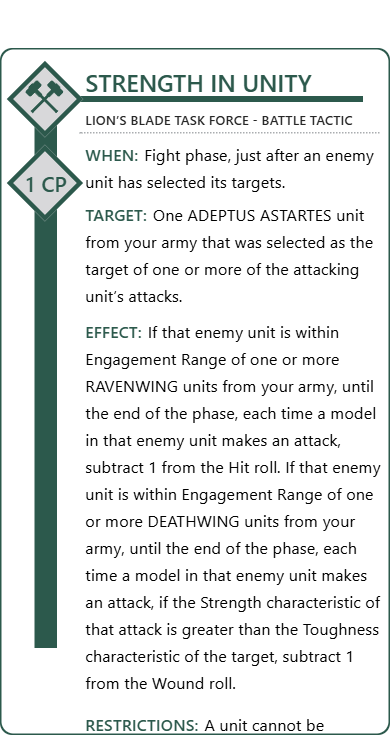 STRENGTH IN UNITY
LION'S BLADE TASK FORCE - BATTLE TACTIC
WHEN: Fight phase, just after an enemy
1 CP
unit has selected its targets.
TARGET: One ADEPTUS ASTARTES unit
from your army that was selected as the
target of one or more of the attacking
unit's attacks.
EFFECT: If that enemy unit is within
Engagement Range of one or more
RAVENWING units from your army, until
the end of the phase, each time a model
in that enemy unit makes an attack,
subtract 1 from the Hit roll. If that enemy
unit is within Engagement Range of one
or more DEATHWING units from your
army, until the end of the phase, each
time a model in that enemy unit makes
an attack, if the Strength characteristic of
that attack is greater than the Toughness
characteristic of the target, subtract 1
from the Wound roll.
RESTRICTIONS: A unit cannot be